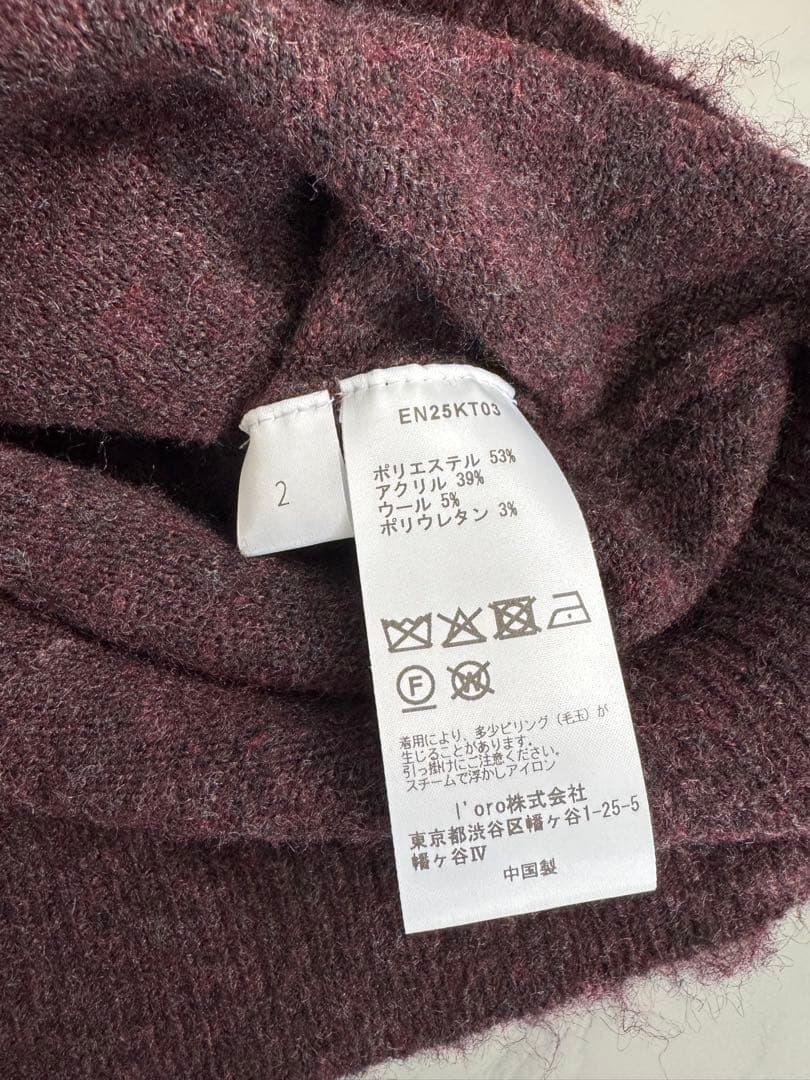 2
EN25KT03
ポリエステル 53%
アクリル 39%
ウール 5%
ポリウレタン 3%
F
W
着用により、多少ピリング（毛玉）が
生じることがあります。
引っ掛けにご注意ください。
スチームで浮かしアイロン
l'oro株式会社
東京都渋谷区幡ヶ谷1-25-5
幡ヶ谷Ⅳ
中国製